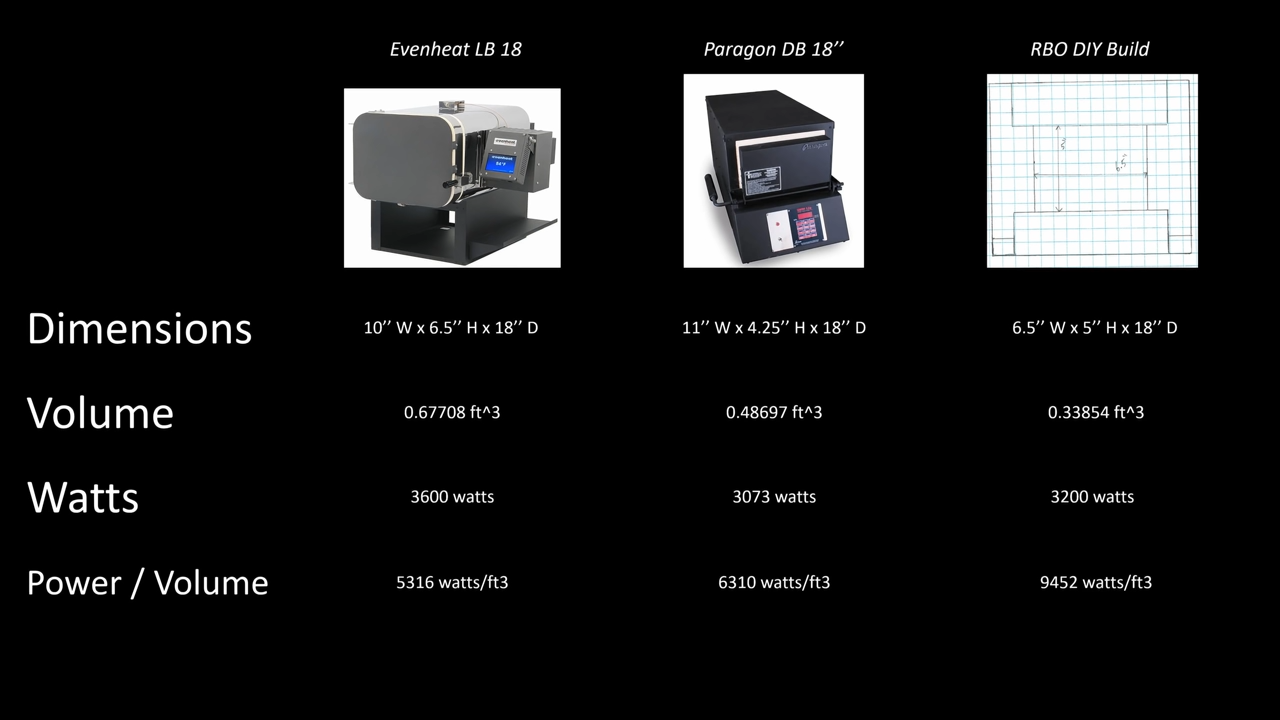 Evenheat LB 18
Paragon DB 18’’
RBO DIY Build
Dimensions
10’’ W x 6.5’’ H x 18’’ D
11’’ W x 4.25’’ H x 18’’ D
6.5’’ W x 5’’ H x 18’’ D
Volume
0.67708 ft^3
0.48697 ft^3
0.33854 ft^3
Watts
3600 watts
3073 watts
3200 watts
Power / Volume
5316 watts/ft3
6310 watts/ft3
9452 watts/ft3